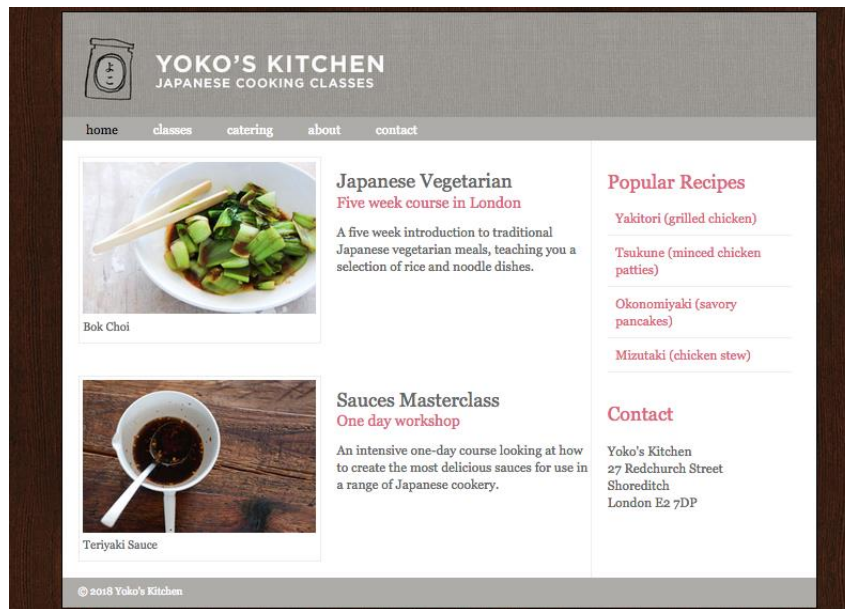 よこ
YOKO'S KITCHEN
JAPANESE COOKING CLASSES
home classes catering about contact
Japanese Vegetarian
Five week course in London
A five week introduction to traditional
Japanese vegetarian meals, teaching you a
selection of rice and noodle dishes.
Bok Choi
Sauces Masterclass
One day workshop
An intensive one-day course looking at how
to create the most delicious sauces for use in
a range of Japanese cookery.
Teriyaki Sauce
Popular Recipes
Yakitori (grilled chicken)
Tsukune (minced chicken
patties)
Okonomiyaki (savory
pancakes)
Mizutaki (chicken stew)
Contact
Yoko's Kitchen
27 Redchurch Street
Shoreditch
London E2 7DP
© 2018 Yoko's Kitchen